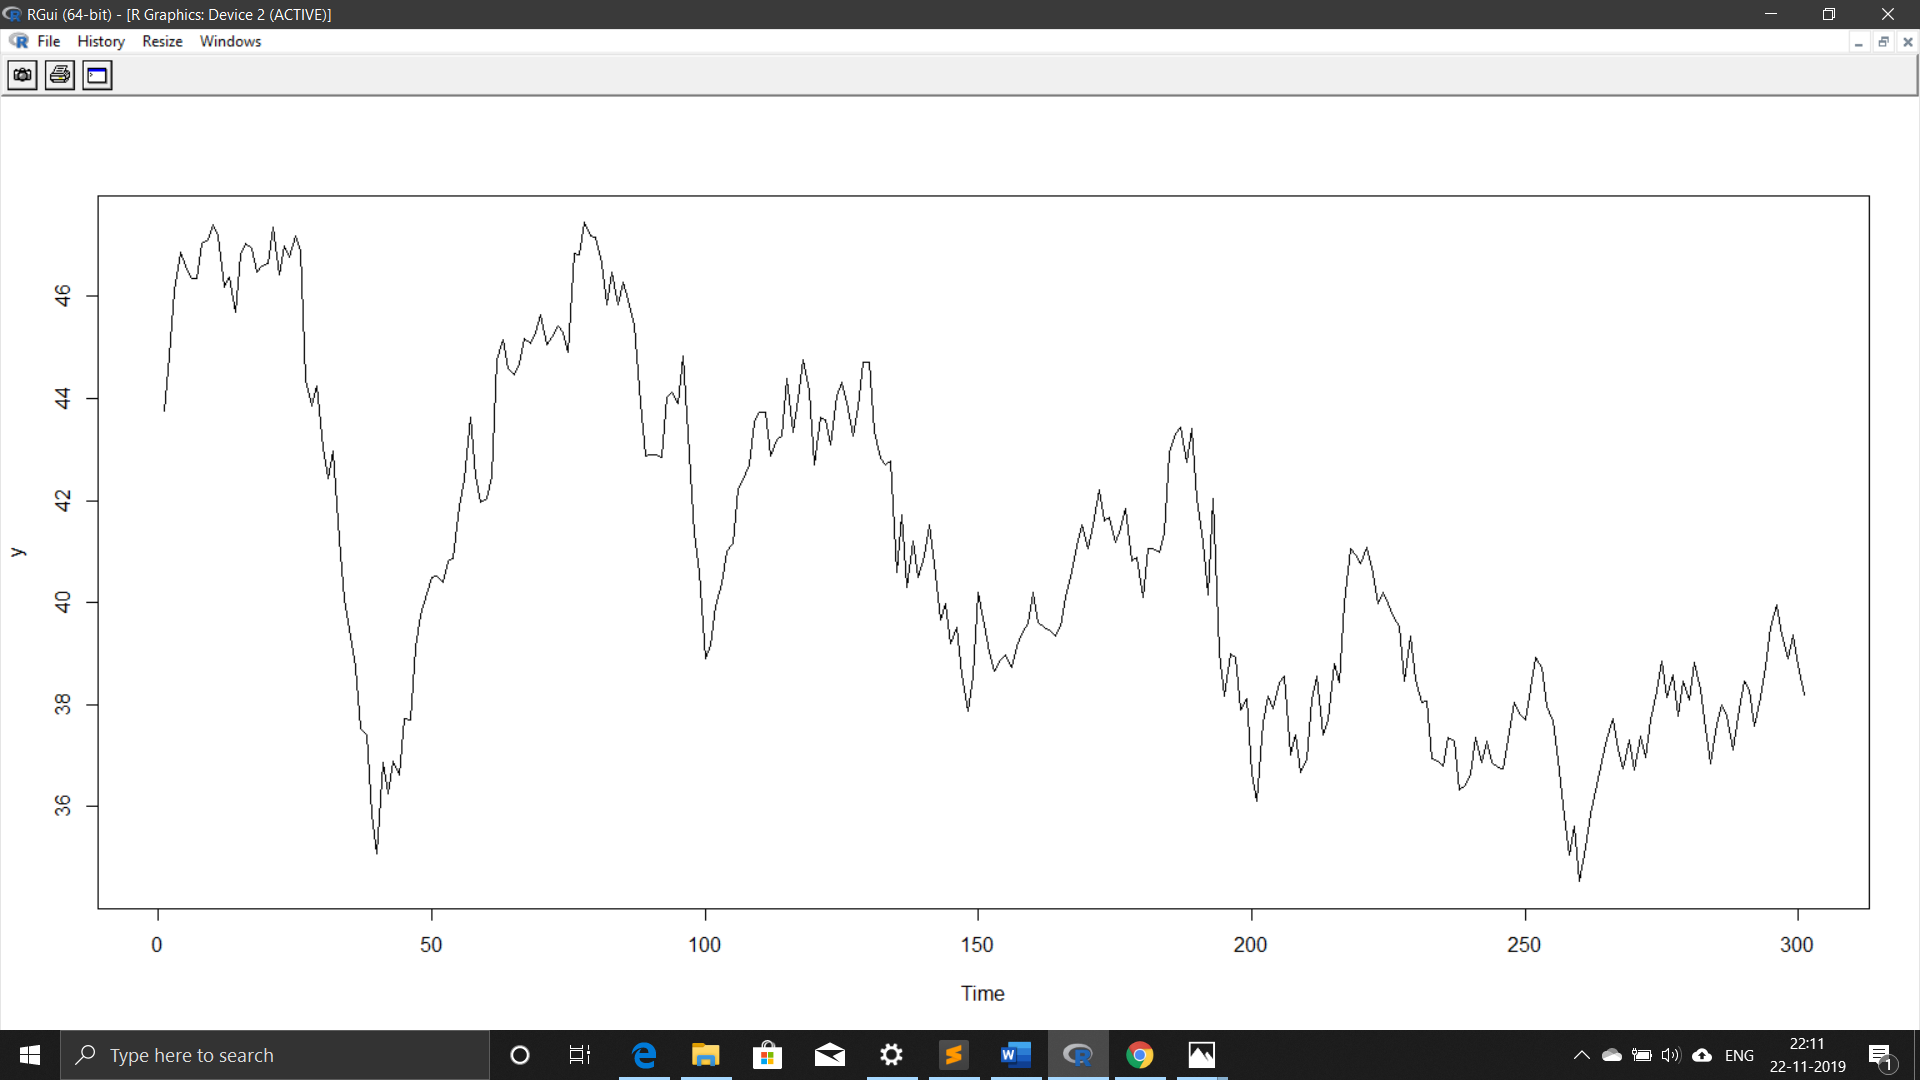 RGui (64-bit) - [R Graphics: Device 2 (ACTIVE)]
File History Resize Windows
y
46
44
42
40
38
36
0 50 100 150 200 250 300
Time
Type here to search
ENG
22:11
22-11-2019
1